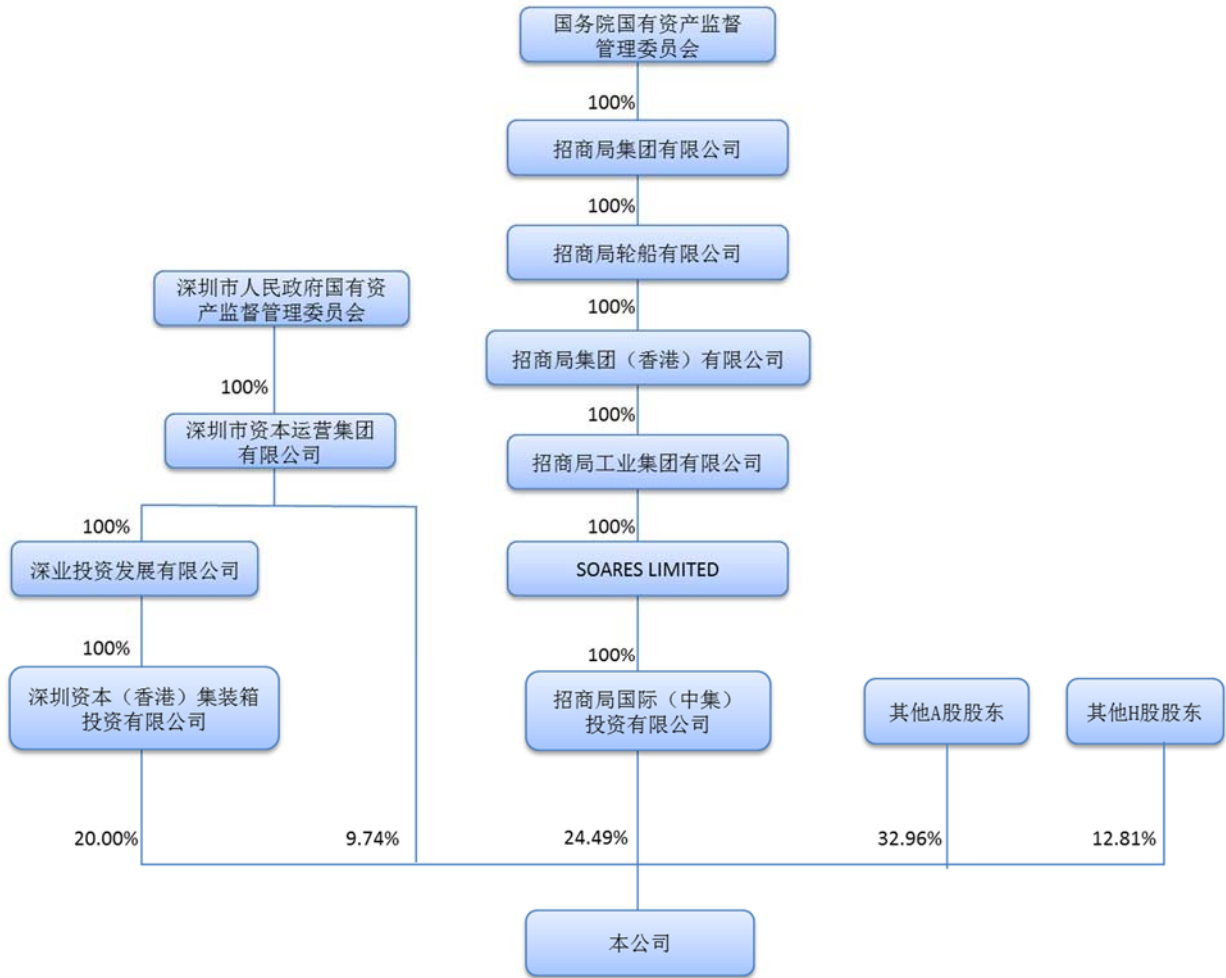 国务院国有资产监督
管理委员会
100%
招商局集团有限公司
100%
招商局轮船有限公司
100%
深圳市人民政府国有资
产监督管理委员会
招商局集团（香港）有限公司
100%
100%
深圳市资本运营集团
有限公司
招商局工业集团有限公司
100%
100%
深业投资发展有限公司
SOARES LIMITED
100%
100%
深圳资本（香港）集装箱
投资有限公司
招商局国际（中集）
投资有限公司
其他A股股东
其他H股股东
20.00%
9.74%
24.49%
32.96%
12.81%
本公司